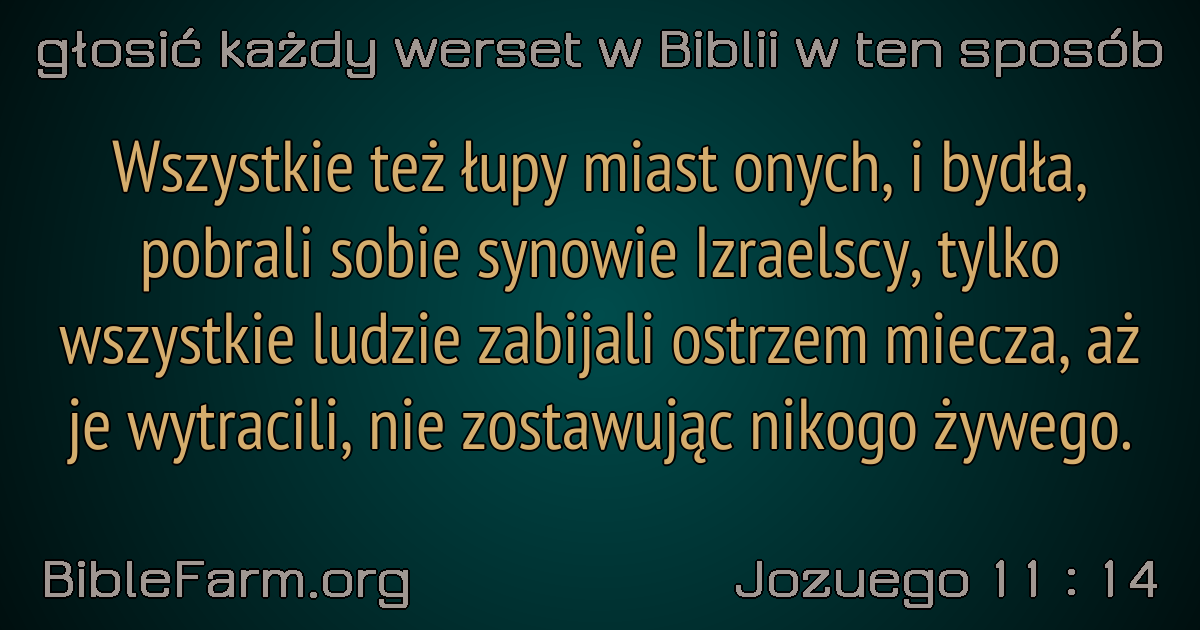 głosić każdy werset w Biblii w ten sposób
Wszystkie też łupy miast onych, i bydła,
pobrali sobie synowie Izraelscy, tylko
wszystkie ludzie zabijali ostrzem miecza, aż
je wytracili, nie zostawując nikogo żywego.
BibleFarm.org
Jozuego 11 : 14